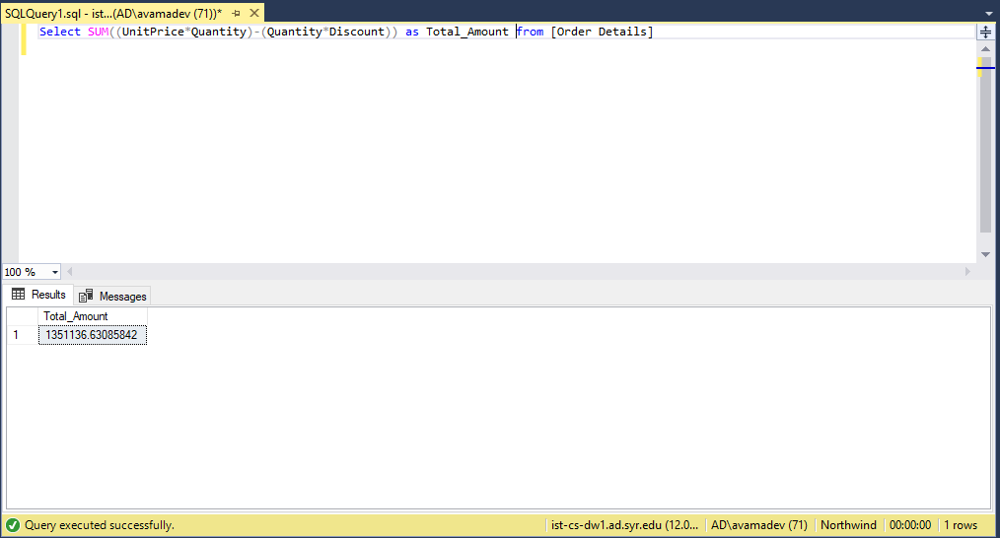 SQLQuery1.sql - ist...(AD\avamadev (71))*
Select SUM((UnitPrice*Quantity)-(Quantity*Discount)) as Total_Amount from [Order Details]
100 %
Results Messages
Total_Amount
1 1351136.63085842
Query executed successfully. ist-cs-dw1.ad.syr.edu (12.0... AD\avamadev (71) Northwind 00:00:00 1 rows